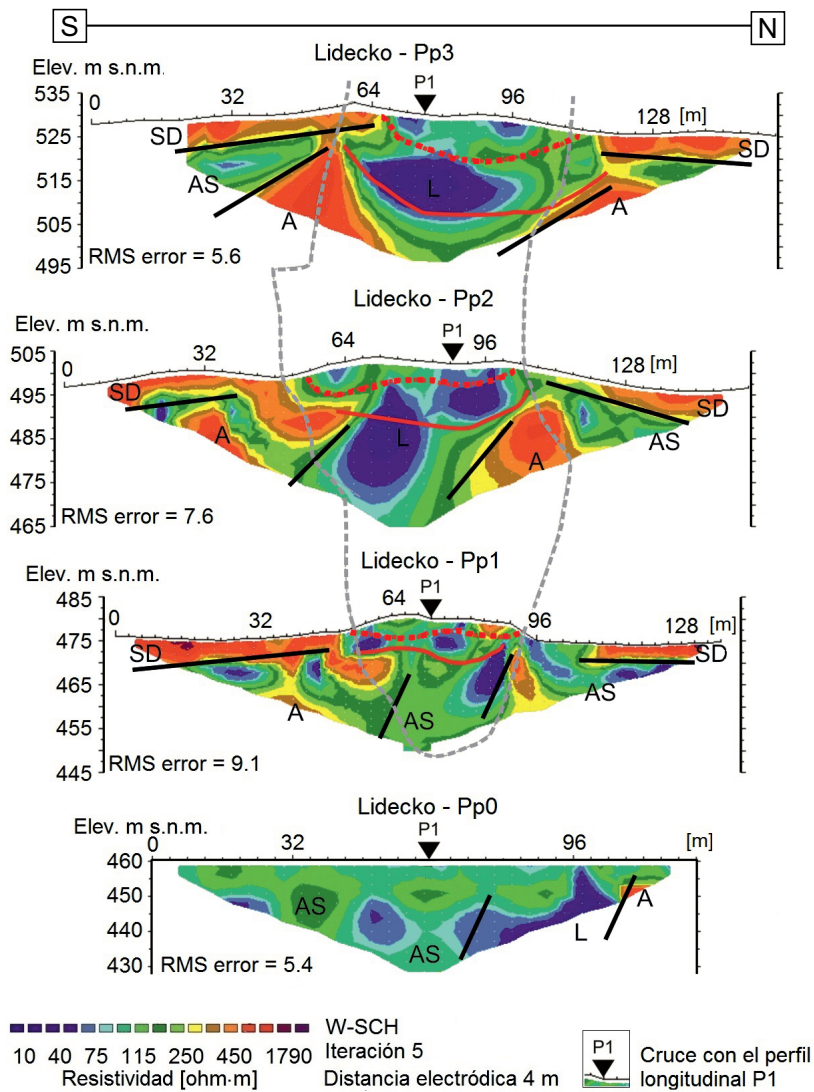 S N
Lidecko - Pp3
Elev. m s.n.m.
P1
0 32 64 96 128 [m]
535
525
515
505
495
SD
AS
A
L
A
SD
RMS error = 5.6
Lidecko - Pp2
Elev. m s.n.m.
P1
0 32 64 96 128 [m]
505
495
485
475
465
SD
A
L
A
AS
SD
RMS error = 7.6
Lidecko - Pp1
Elev. m s.n.m.
P1
0 32 64 96 128 [m]
485
475
465
455
445
SD
A
AS
AS
SD
RMS error = 9.1
Lidecko - Pp0
Elev. m s.n.m.
P1
0 32 96 [m]
460
450
440
430
AS
AS
L
A
RMS error = 5.4
W-SCH
10 40 75 115 250 450 1790
Iteración 5
Resistividad [ohm·m]
Distancia electródica 4 m
P1
Cruce con el perfil
longitudinal P1